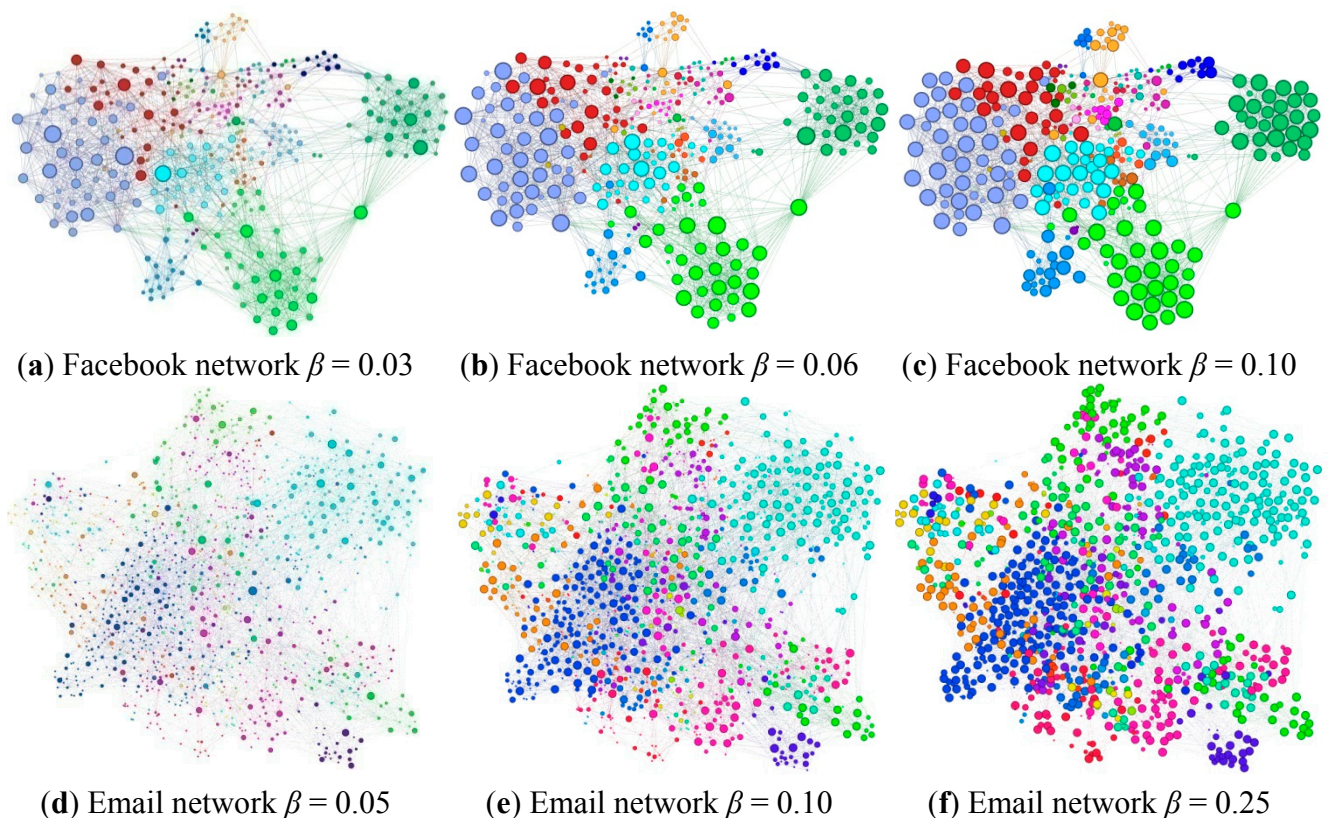 (a) Facebook network β = 0.03
(b) Facebook network β = 0.06
(c) Facebook network β = 0.10
(d) Email network β = 0.05
(e) Email network β = 0.10
(f) Email network β = 0.25